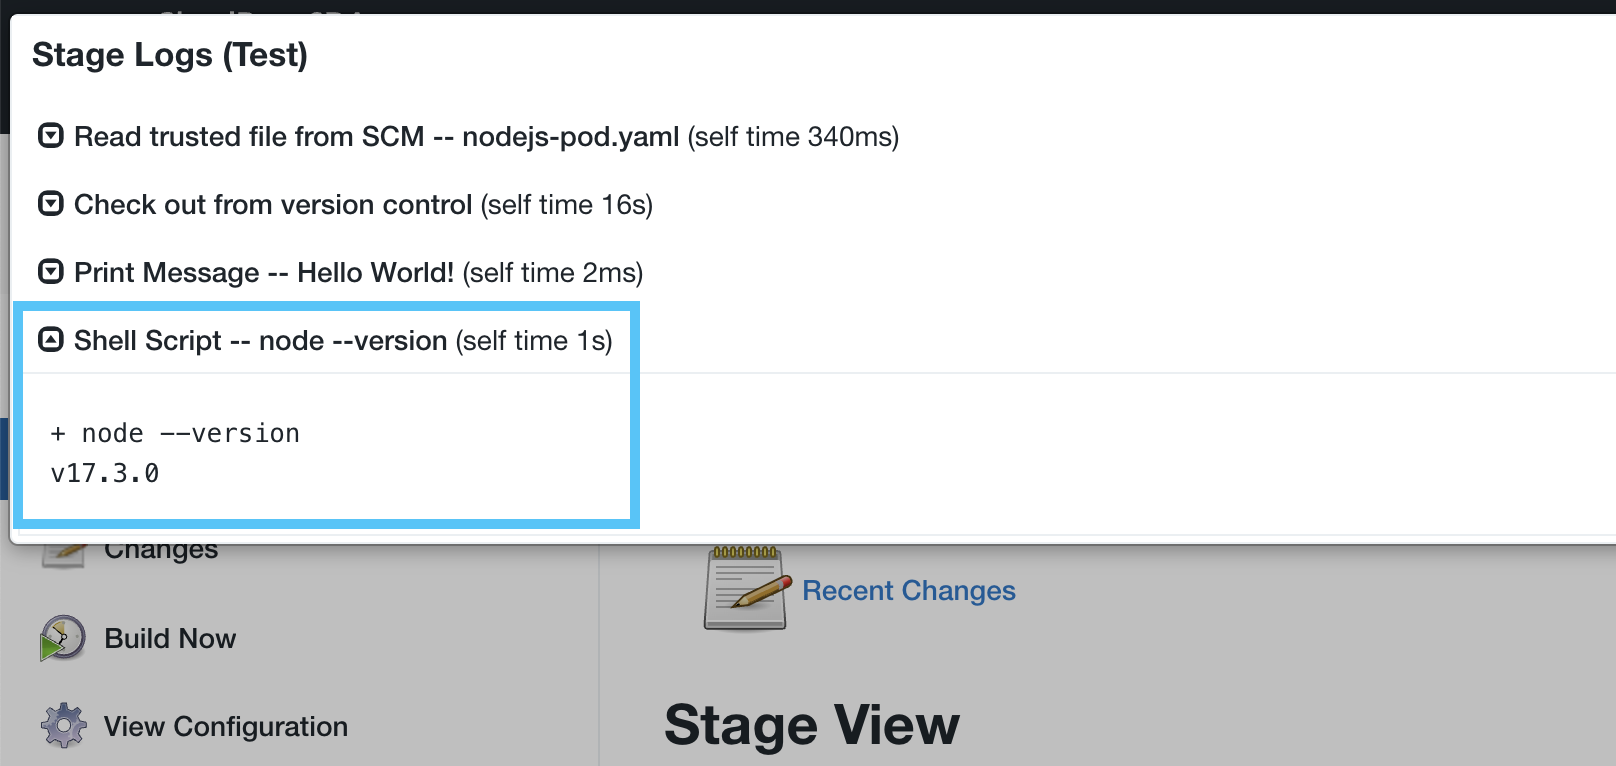 Stage Logs (Test)
Read trusted file from SCM -- nodejs-pod.yaml (self time 340ms)
Check out from version control (self time 16s)
Print Message -- Hello World! (self time 2ms)
Shell Script -- node --version (self time 1s)
+ node --version
v17.3.0
Changes
Recent Changes
Build Now
View Configuration
Stage View